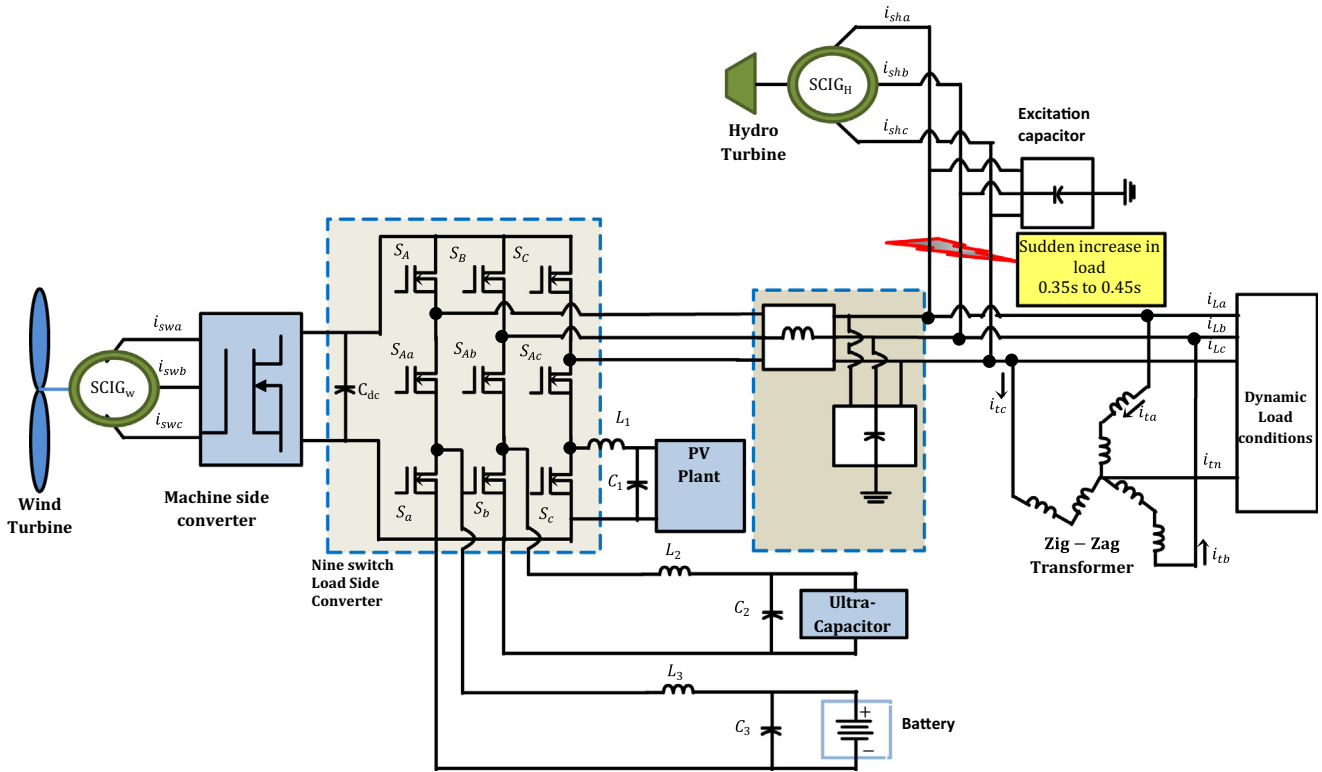 i_sha
i_shb
i_shc
SCIG_H
Hydro
Turbine
Excitation
capacitor
Sudden increase in
load
0.35s to 0.45s
S_A
S_B
S_C
S_Aa
S_Ab
S_Ac
S_a
S_b
S_c
C_dc
i_swa
i_swb
i_swc
SCIG_w
Wind
Turbine
Machine side
converter
Nine switch
Load Side
Converter
L_1
C_1
PV
Plant
L_2
C_2
Ultra-
Capacitor
L_3
C_3
+
−
Battery
i_La
i_Lb
i_Lc
i_tc
i_ta
i_tn
i_tb
Zig − Zag
Transformer
Dynamic
Load
conditions